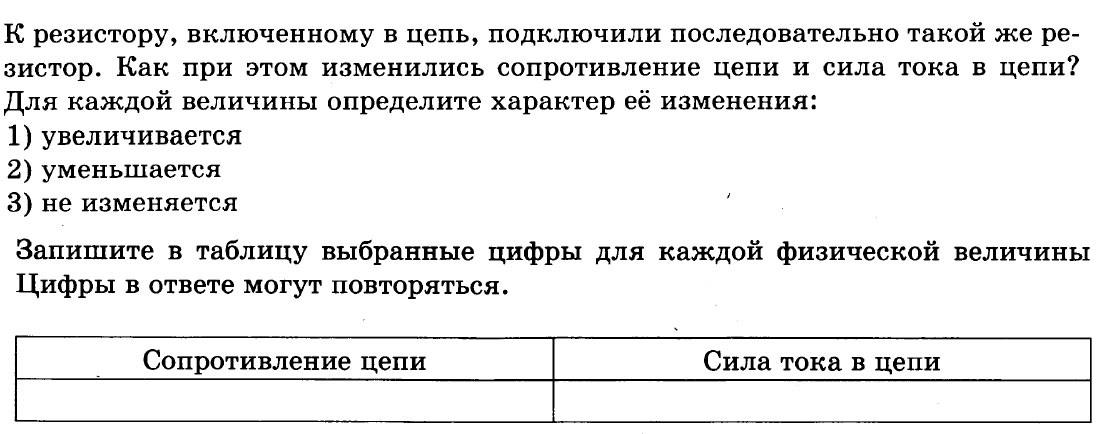 К резистору, включенному в цепь, подключили последовательно такой же ре-
зистор. Как при этом изменились сопротивление цепи и сила тока в цепи?
Для каждой величины определите характер её изменения:
1) увеличивается
2) уменьшается
3) не изменяется
Запишите в таблицу выбранные цифры для каждой физической величины
Цифры в ответе могут повторяться.
Сопротивление цепи
Сила тока в цепи